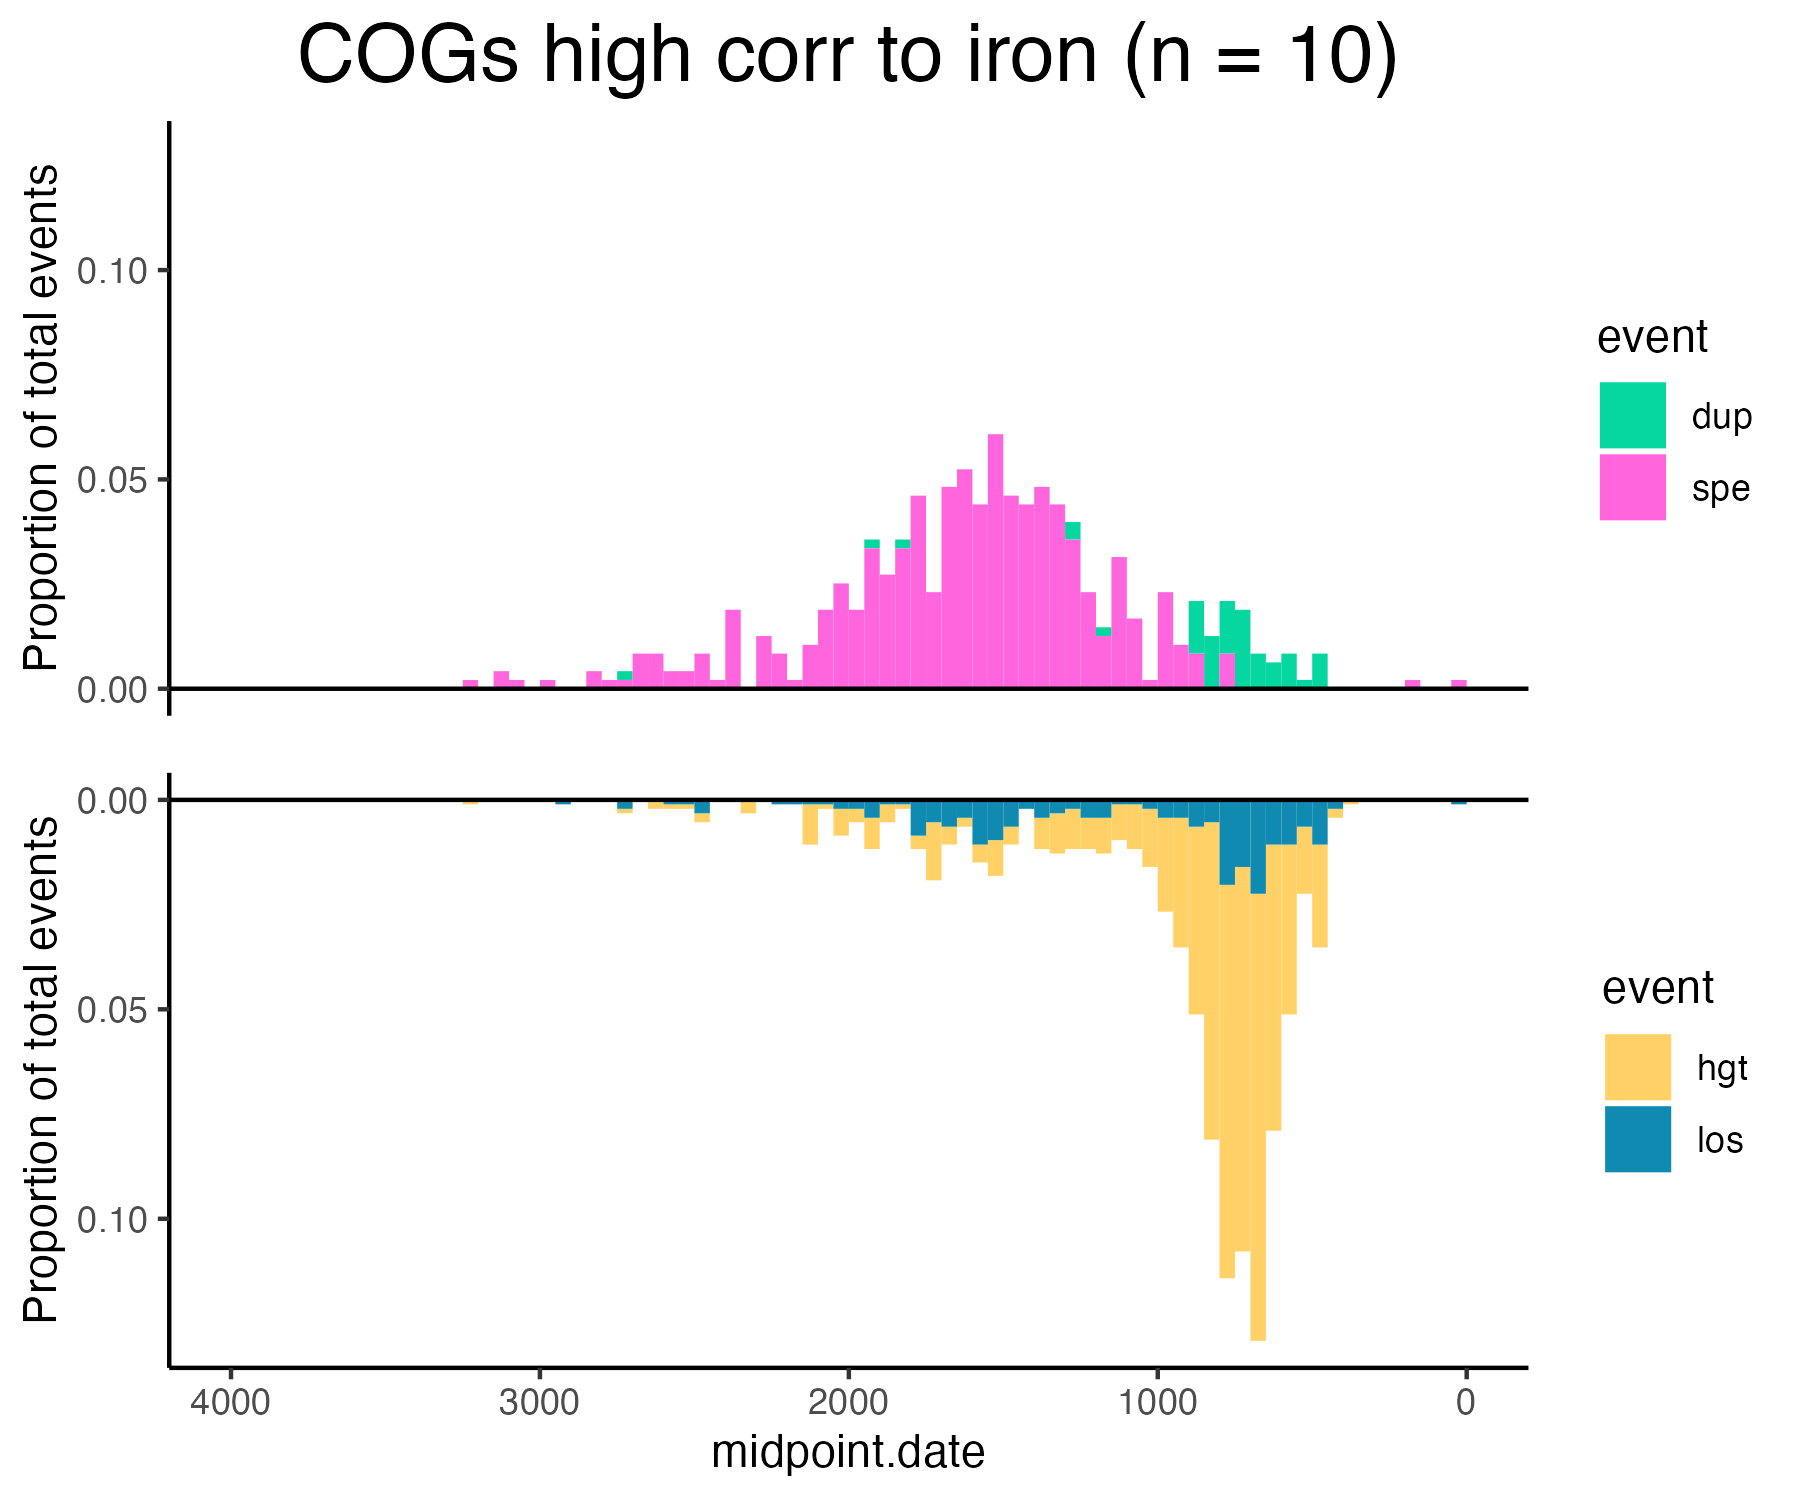 COGs high corr to iron (n = 10)
Proportion of total events
0.10
0.05
0.00
event
dup
spe
Proportion of total events
0.00
0.05
0.10
event
hgt
los
4000 3000 2000 1000 0
midpoint.date